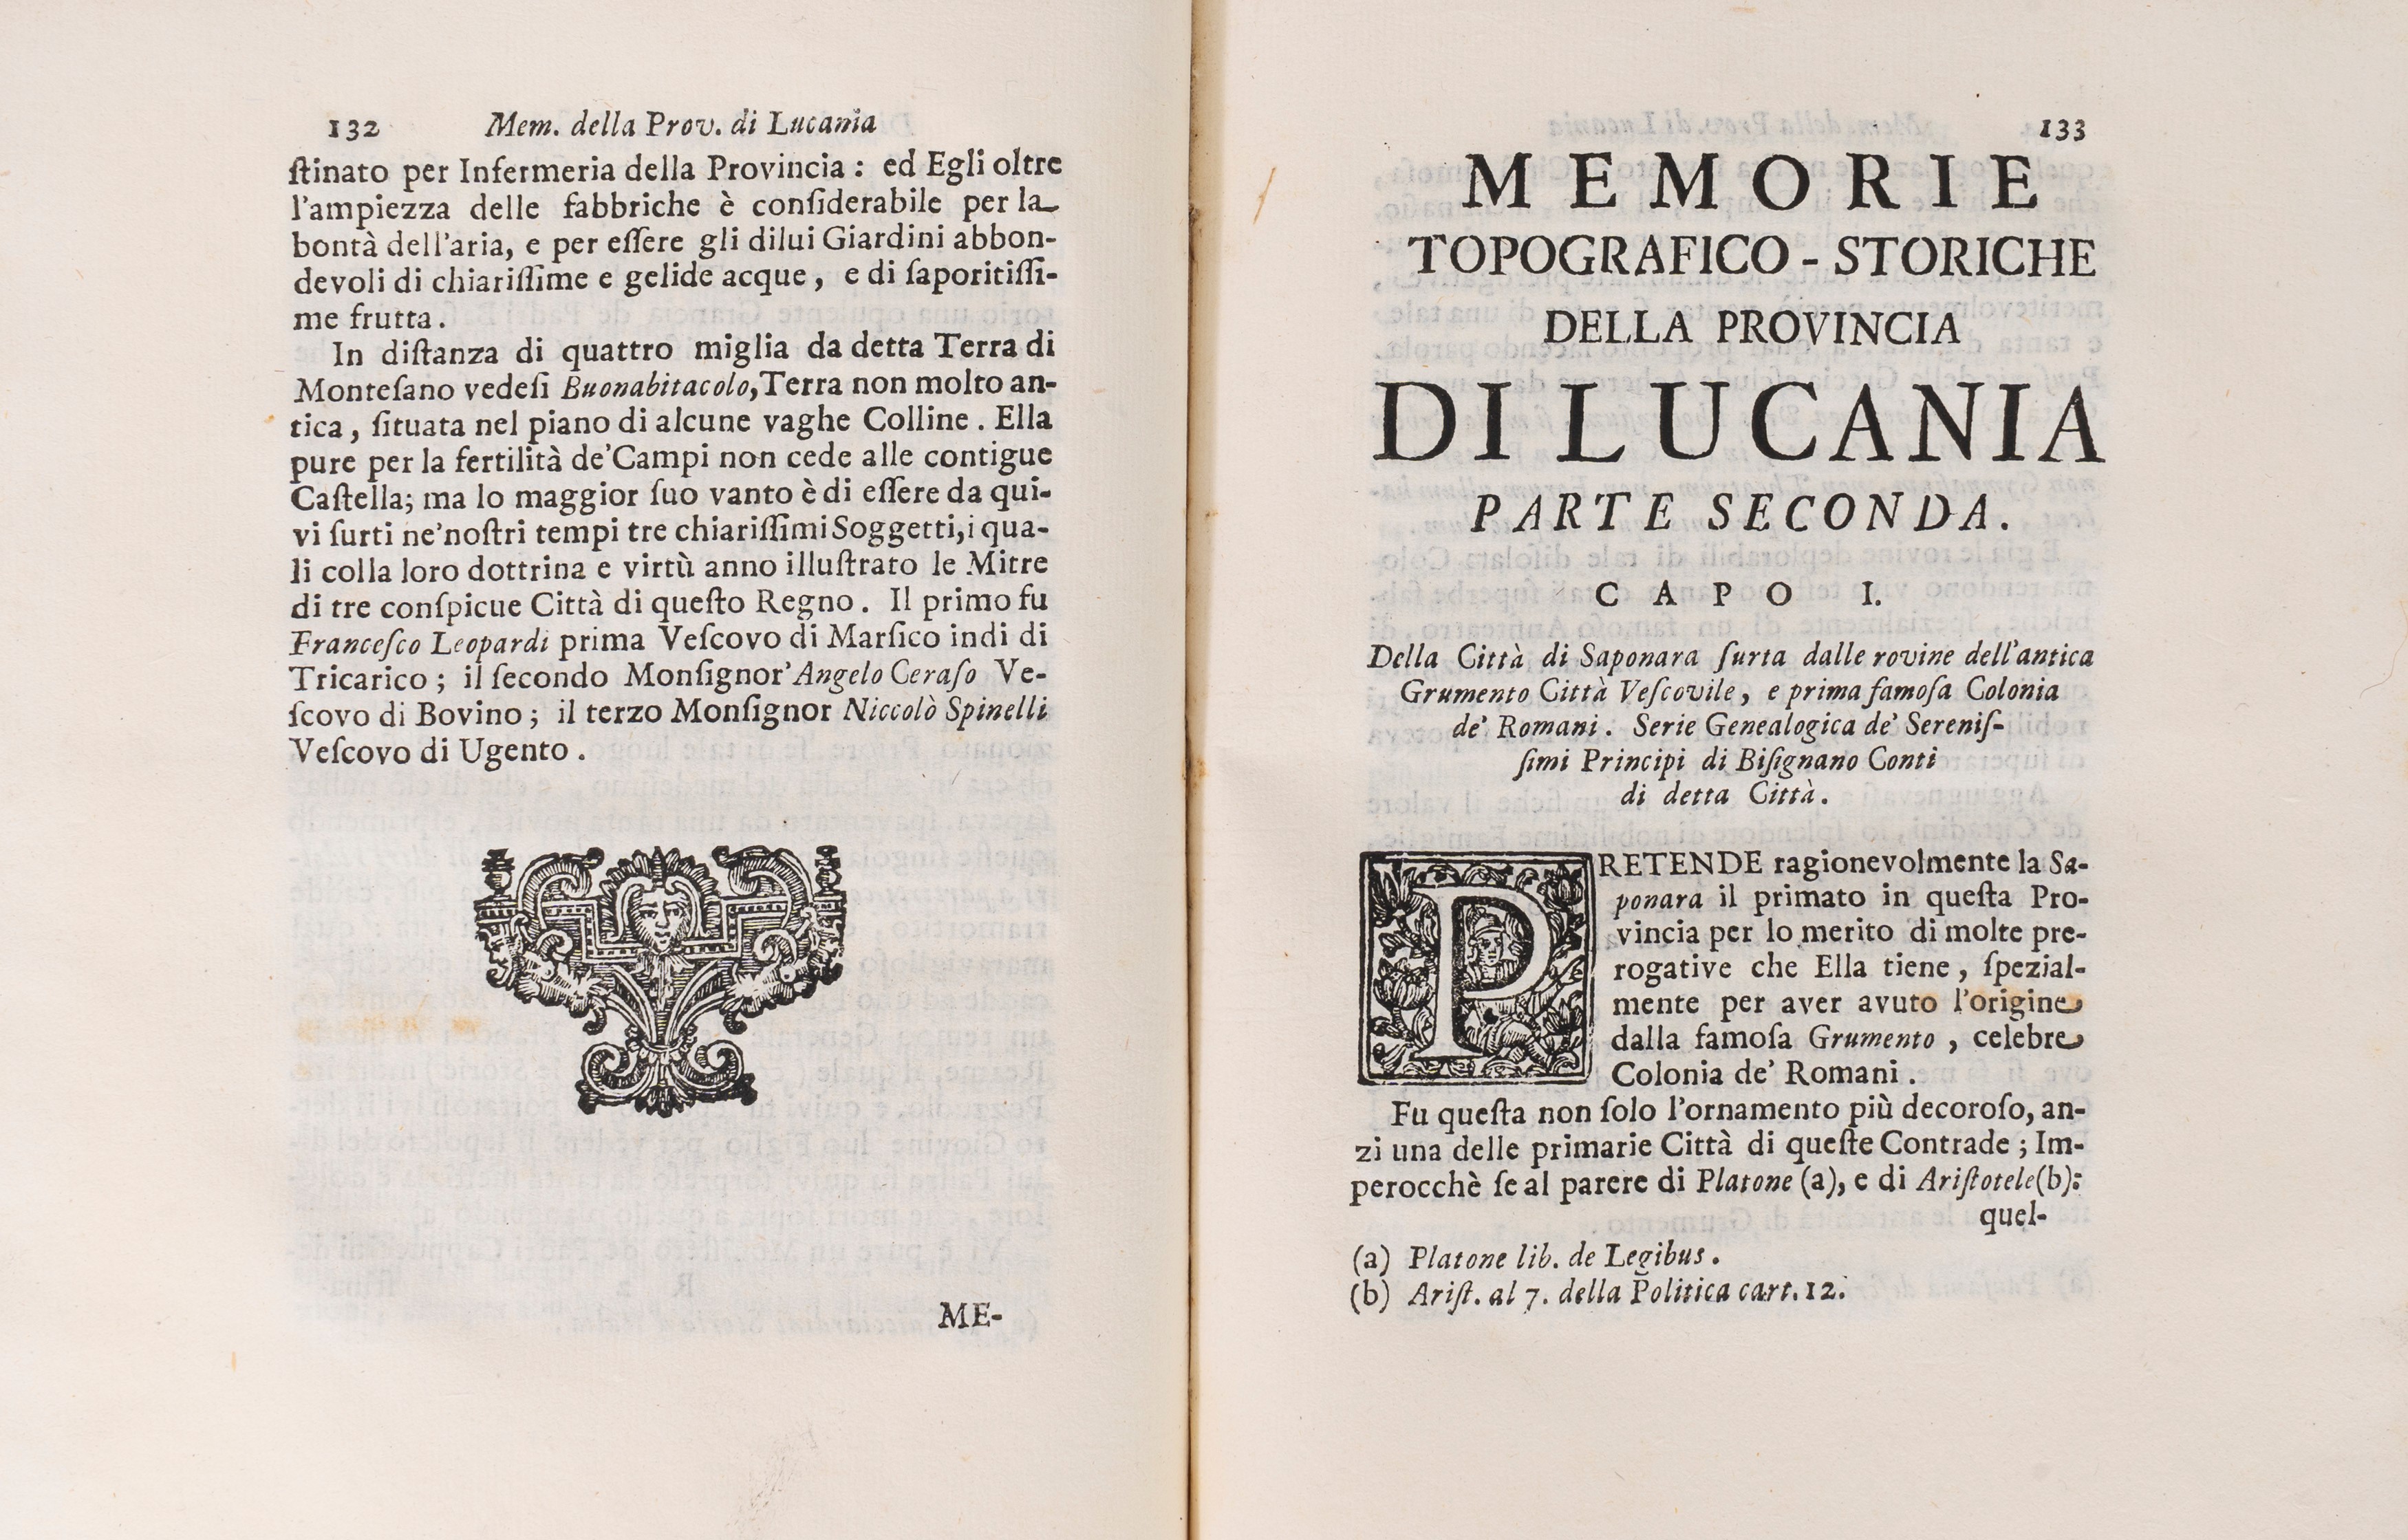 132 Mem. della Prov. di Lucania
ſtinato per Infermeria della Provincia : ed Egli oltre
l'ampiezza delle fabbriche è conſiderabile per la
bontà dell'aria, e per eſſere gli dilui Giardini abbon-
devoli di chiariſſime e gelide acque , e di ſaporitiſſi-
me frutta .
In diſtanza di quattro miglia da detta Terra di
Monteſano vedeſi Buonabitacolo, Terra non molto an-
tica , ſituata nel piano di alcune vaghe Colline . Ella
pure per la fertilità de'Campi non cede alle contigue
Caſtella; ma lo maggior ſuo vanto è di eſſere da qui-
vi ſurti ne'noſtri tempi tre chiariſſimi Soggetti, i qua-
li colla loro dottrina e virtù anno illuſtrato le Mitre
di tre conſpicue Città di queſto Regno . Il primo fu
Franceſco Leopardi prima Veſcovo di Marſico indi di
Tricarico ; il ſecondo Monſignor' Angelo Ceraſo Ve-
ſcovo di Bovino ; il terzo Monſignor Niccolò Spinelli
Veſcovo di Ugento .
ME-
133
MEMORIE
TOPOGRAFICO - STORICHE
DELLA PROVINCIA
DI LUCANIA
PARTE SECONDA.
CAPO I.
Della Città di Saponara ſurta dalle rovine dell'antica
Grumento Città Veſcovile , e prima famoſa Colonia
de' Romani . Serie Genealogica de' Sereniſ-
ſimi Principi di Biſignano Conti
di detta Città .
PRETENDE ragionevolmente la Sa-
ponara il primato in queſta Pro-
vincia per lo merito di molte pre-
rogative che Ella tiene , ſpezial-
mente per aver avuto l'origine
dalla famoſa Grumento , celebre
Colonia de' Romani .
Fu queſta non ſolo l'ornamento più decoroſo, an-
zi una delle primarie Città di queſte Contrade ; Im-
perocchè ſe al parere di Platone (a), e di Ariſtotele (b):
quel-
(a) Platone lib. de Legibus .
(b) Ariſt. al 7. della Politica cart. 12.